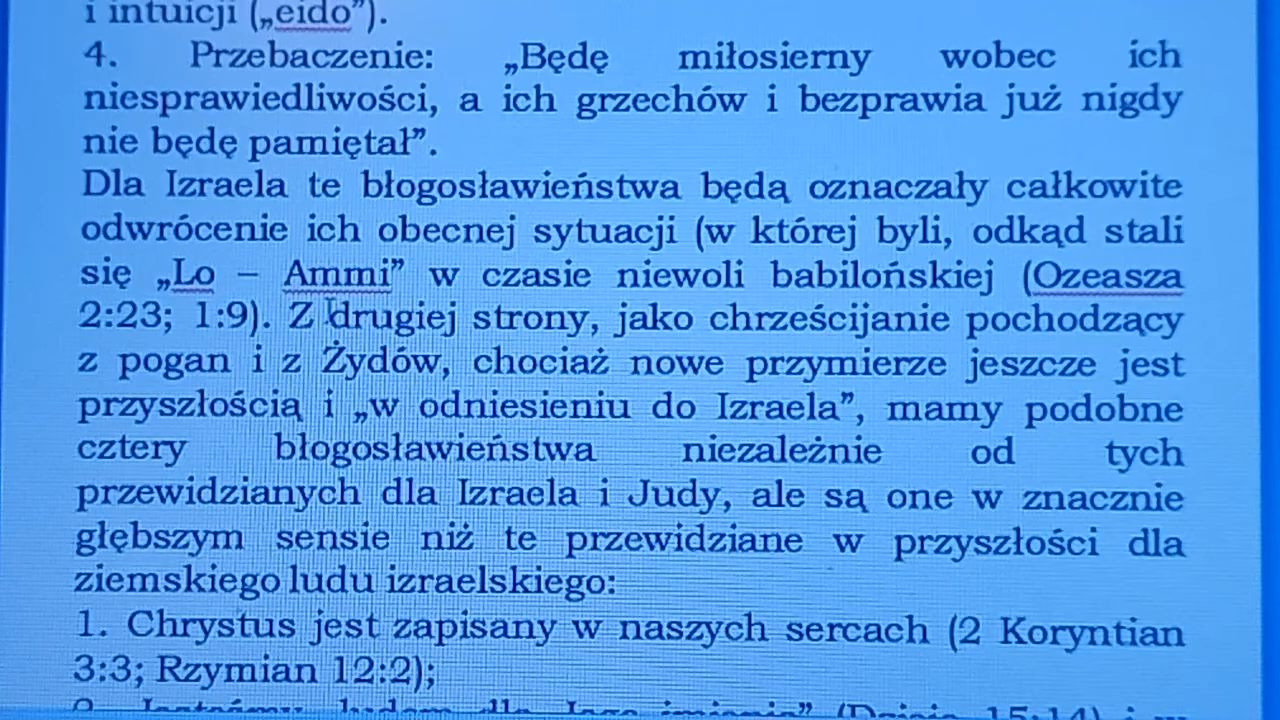 i intuicji („eido”).
4. Przebaczenie: „Będę miłosierny wobec ich
niesprawiedliwości, a ich grzechów i bezprawia już nigdy
nie będę pamiętał”.
Dla Izraela te błogosławieństwa będą oznaczały całkowite
odwrócenie ich obecnej sytuacji (w której byli, odkąd stali
się „Lo – Ammi” w czasie niewoli babilońskiej (Ozeasza
2:23; 1:9). Z drugiej strony, jako chrześcijanie pochodzący
z pogan i z Żydów, chociaż nowe przymierze jeszcze jest
przyszłością i „w odniesieniu do Izraela”, mamy podobne
cztery błogosławieństwa niezależnie od tych
przewidzianych dla Izraela i Judy, ale są one w znacznie
głębszym sensie niż te przewidziane w przyszłości dla
ziemskiego ludu izraelskiego:
1. Chrystus jest zapisany w naszych sercach (2 Koryntian
3:3; Rzymian 12:2);